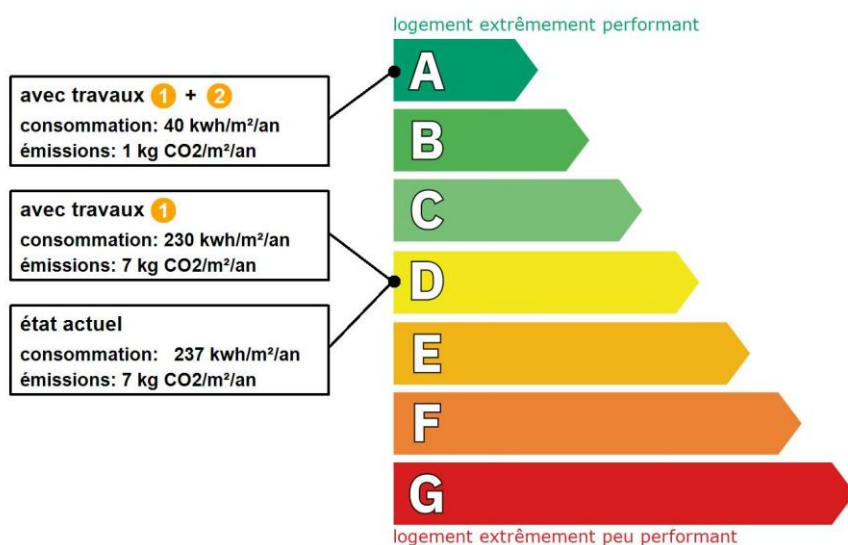 logement extrêmement performant
avec travaux 1 + 2
consommation: 40 kwh/m²/an
émissions: 1 kg CO2/m²/an
avec travaux 1
consommation: 230 kwh/m²/an
émissions: 7 kg CO2/m²/an
état actuel
consommation: 237 kwh/m²/an
émissions: 7 kg CO2/m²/an
A
B
C
D
E
F
G
logement extrêmement peu performant